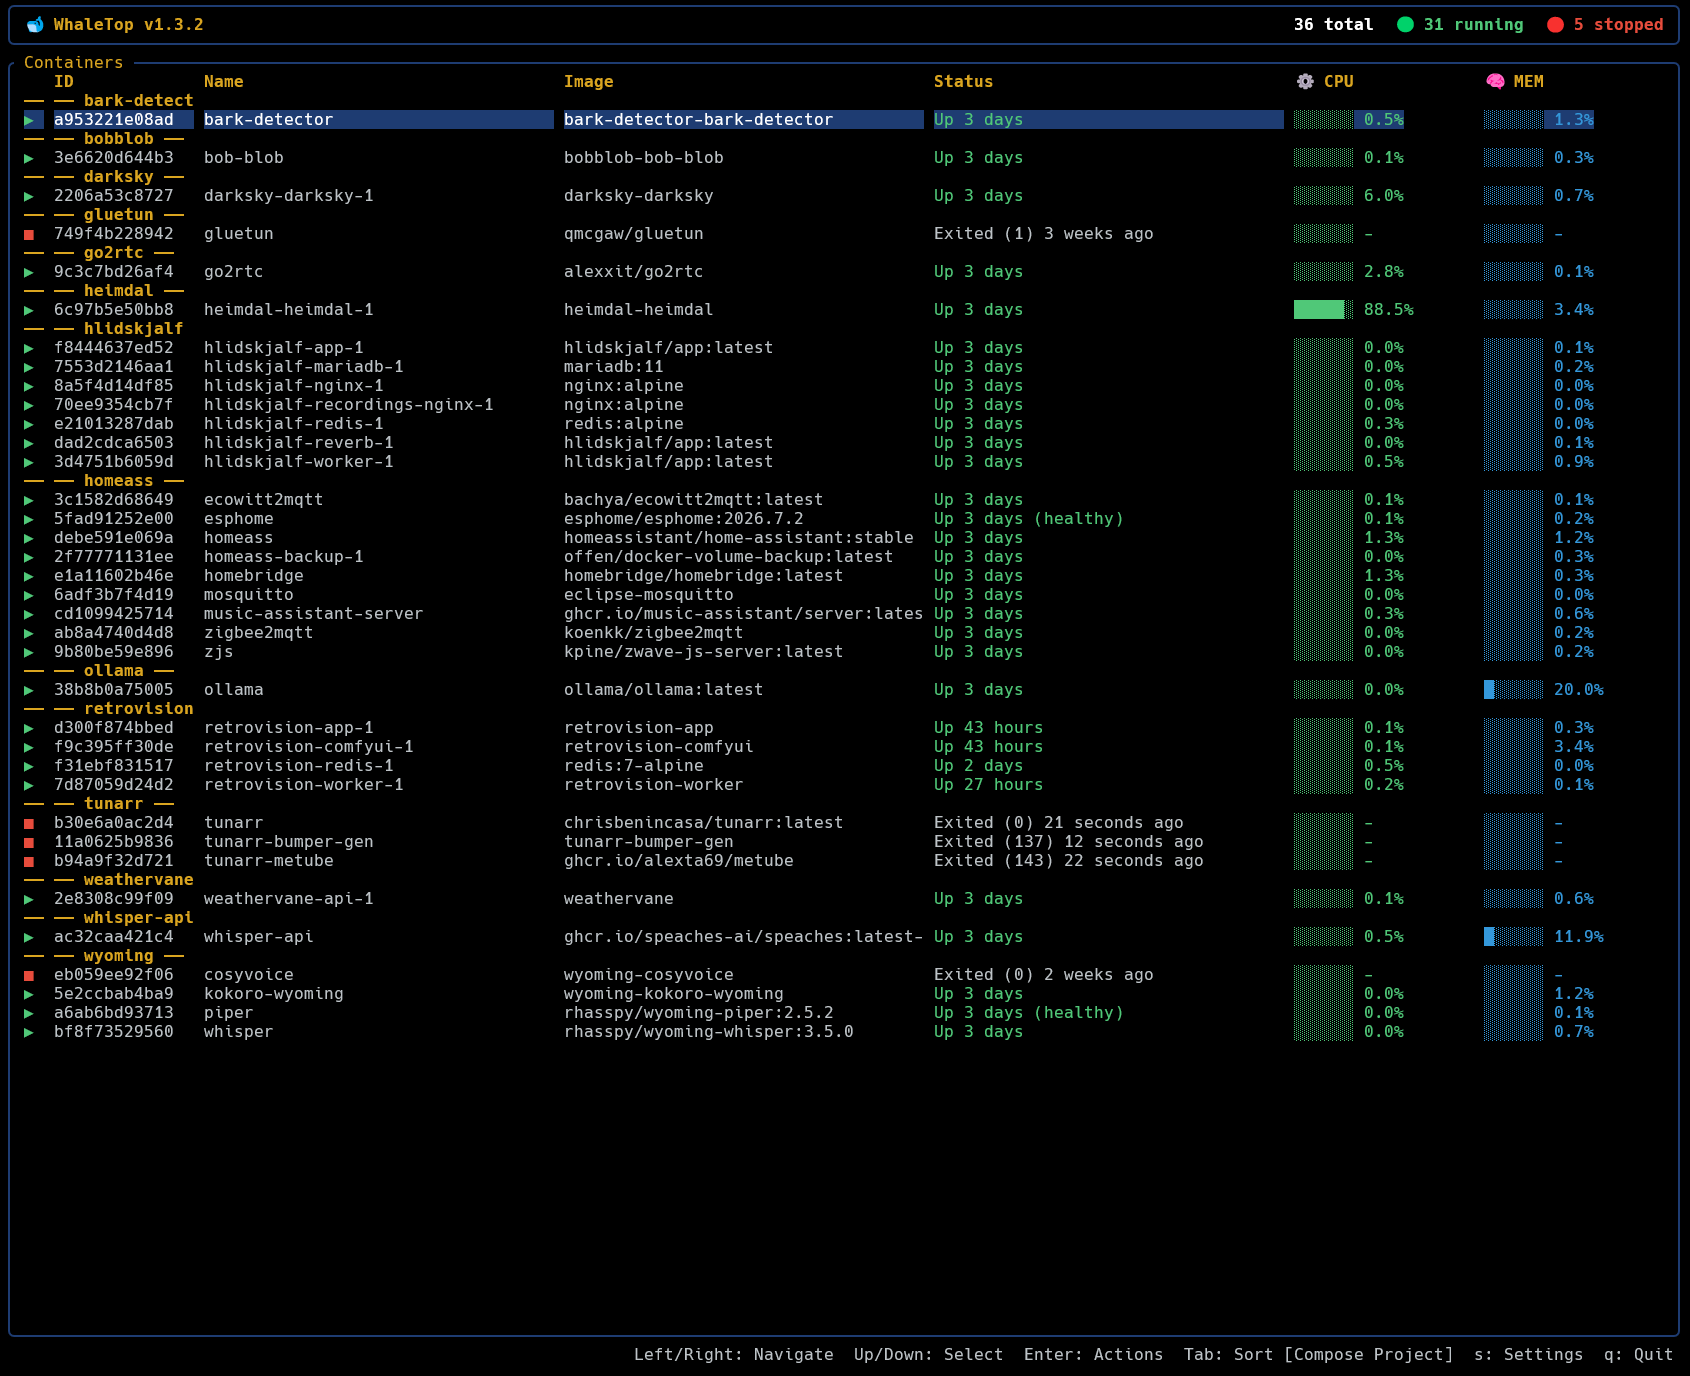 WhaleTop v1.3.2 36 total 31 running 5 stopped
Containers
ID Name Image Status CPU MEM
bark-detect
a953221e08ad bark-detector bark-detector-bark-detector Up 3 days 0.5% 1.3%
bobblob
3e6620d644b3 bob-blob bobblob-bob-blob Up 3 days 0.1% 0.3%
darksky
2206a53c8727 darksky-darksky-1 darksky-darksky Up 3 days 6.0% 0.7%
gluetun
749f4b228942 gluetun qmcgaw/gluetun Exited (1) 3 weeks ago - -
go2rtc
9c3c7bd26af4 go2rtc alexxit/go2rtc Up 3 days 2.8% 0.1%
heimdal
6c97b5e50bb8 heimdal-heimdal-1 heimdal-heimdal Up 3 days 88.5% 3.4%
hlidskjalf
f8444637ed52 hlidskjalf-app-1 hlidskjalf/app:latest Up 3 days 0.0% 0.1%
7553d2146aa1 hlidskjalf-mariadb-1 mariadb:11 Up 3 days 0.0% 0.2%
8a5f4d14df85 hlidskjalf-nginx-1 nginx:alpine Up 3 days 0.0% 0.0%
70ee9354cb7f hlidskjalf-recordings-nginx-1 nginx:alpine Up 3 days 0.0% 0.0%
e21013287dab hlidskjalf-redis-1 redis:alpine Up 3 days 0.3% 0.0%
dad2cdca6503 hlidskjalf-reverb-1 hlidskjalf/app:latest Up 3 days 0.0% 0.1%
3d4751b6059d hlidskjalf-worker-1 hlidskjalf/app:latest Up 3 days 0.5% 0.9%
homeass
3c1582d68649 ecowitt2mqtt bachya/ecowitt2mqtt:latest Up 3 days 0.1% 0.1%
5fad91252e00 esphome esphome/esphome:2026.7.2 Up 3 days (healthy) 0.1% 0.2%
debe591e069a homeass homeassistant/home-assistant:stable Up 3 days 1.3% 1.2%
2f77771131ee homeass-backup-1 offen/docker-volume-backup:latest Up 3 days 0.0% 0.3%
e1a11602b46e homebridge homebridge/homebridge:latest Up 3 days 1.3% 0.3%
6adf3b7f4d19 mosquitto eclipse-mosquitto Up 3 days 0.0% 0.0%
cd1099425714 music-assistant-server ghcr.io/music-assistant/server:lates Up 3 days 0.3% 0.6%
ab8a4740d4d8 zigbee2mqtt koenkk/zigbee2mqtt Up 3 days 0.0% 0.2%
9b80be59e896 zjs kpine/zwave-js-server:latest Up 3 days 0.0% 0.2%
ollama
38b8b0a75005 ollama ollama/ollama:latest Up 3 days 0.0% 20.0%
retrovision
d300f874bbed retrovision-app-1 retrovision-app Up 43 hours 0.1% 0.3%
f9c395ff30de retrovision-comfyui-1 retrovision-comfyui Up 43 hours 0.1% 3.4%
f31ebf831517 retrovision-redis-1 redis:7-alpine Up 2 days 0.5% 0.0%
7d87059d24d2 retrovision-worker-1 retrovision-worker Up 27 hours 0.2% 0.1%
tunarr
b30e6a0ac2d4 tunarr chrisbenincasa/tunarr:latest Exited (0) 21 seconds ago - -
11a0625b9836 tunarr-bumper-gen tunarr-bumper-gen Exited (137) 12 seconds ago - -
b94a9f32d721 tunarr-metube ghcr.io/alexta69/metube Exited (143) 22 seconds ago - -
weathervane
2e8308c99f09 weathervane-api-1 weathervane Up 3 days 0.1% 0.6%
whisper-api
ac32caa421c4 whisper-api ghcr.io/speaches-ai/speaches:latest- Up 3 days 0.5% 11.9%
wyoming
eb059ee92f06 cosyvoice wyoming-cosyvoice Exited (0) 2 weeks ago - -
5e2ccbab4ba9 kokoro-wyoming wyoming-kokoro-wyoming Up 3 days 0.0% 1.2%
a6ab6bd93713 piper rhasspy/wyoming-piper:2.5.2 Up 3 days (healthy) 0.0% 0.1%
bf8f73529560 whisper rhasspy/wyoming-whisper:3.5.0 Up 3 days 0.0% 0.7%
Left/Right: Navigate Up/Down: Select Enter: Actions Tab: Sort [Compose Project] s: Settings q: Quit